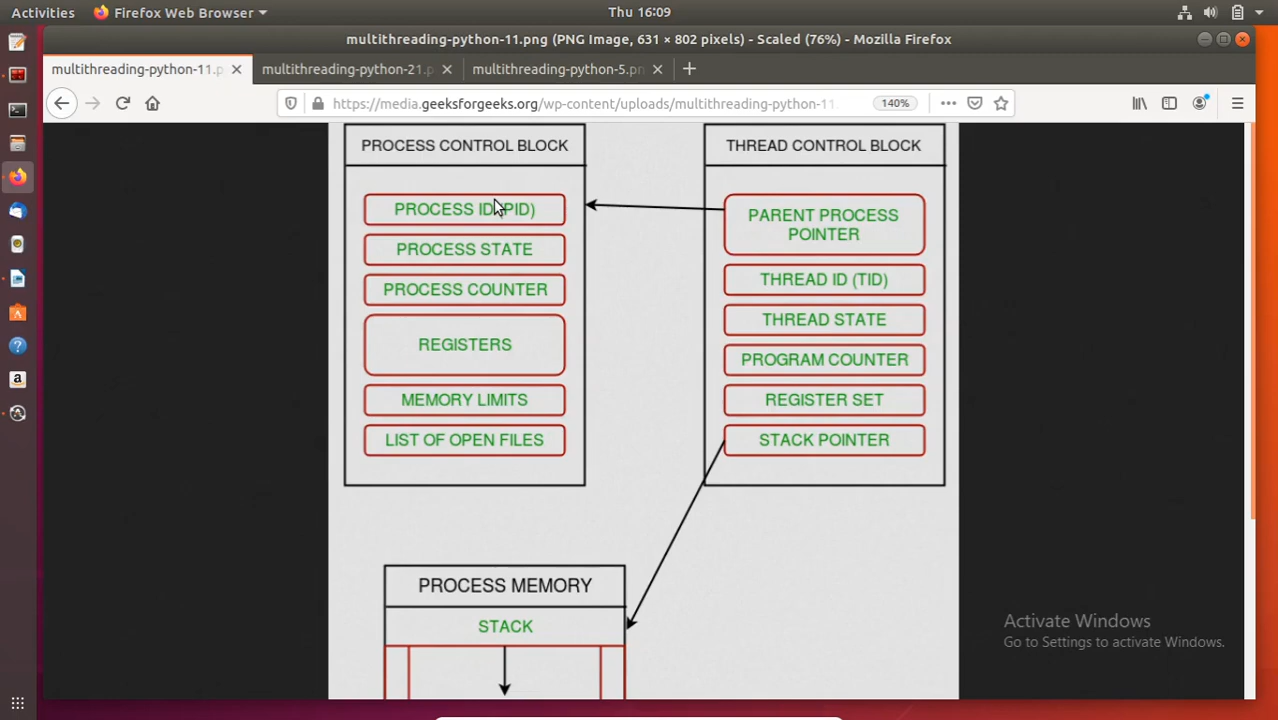 Activities Firefox Web Browser Thu 16:09
multithreading-python-11.png (PNG Image, 631 × 802 pixels) - Scaled (76%) - Mozilla Firefox
multithreading-python-11.p multithreading-python-21.p multithreading-python-5.pn
https://media.geeksforgeeks.org/wp-content/uploads/multithreading-python-11. 140%
PROCESS CONTROL BLOCK
PROCESS ID (PID)
PROCESS STATE
PROCESS COUNTER
REGISTERS
MEMORY LIMITS
LIST OF OPEN FILES
THREAD CONTROL BLOCK
PARENT PROCESS
POINTER
THREAD ID (TID)
THREAD STATE
PROGRAM COUNTER
REGISTER SET
STACK POINTER
PROCESS MEMORY
STACK
Activate Windows
Go to Settings to activate Windows.